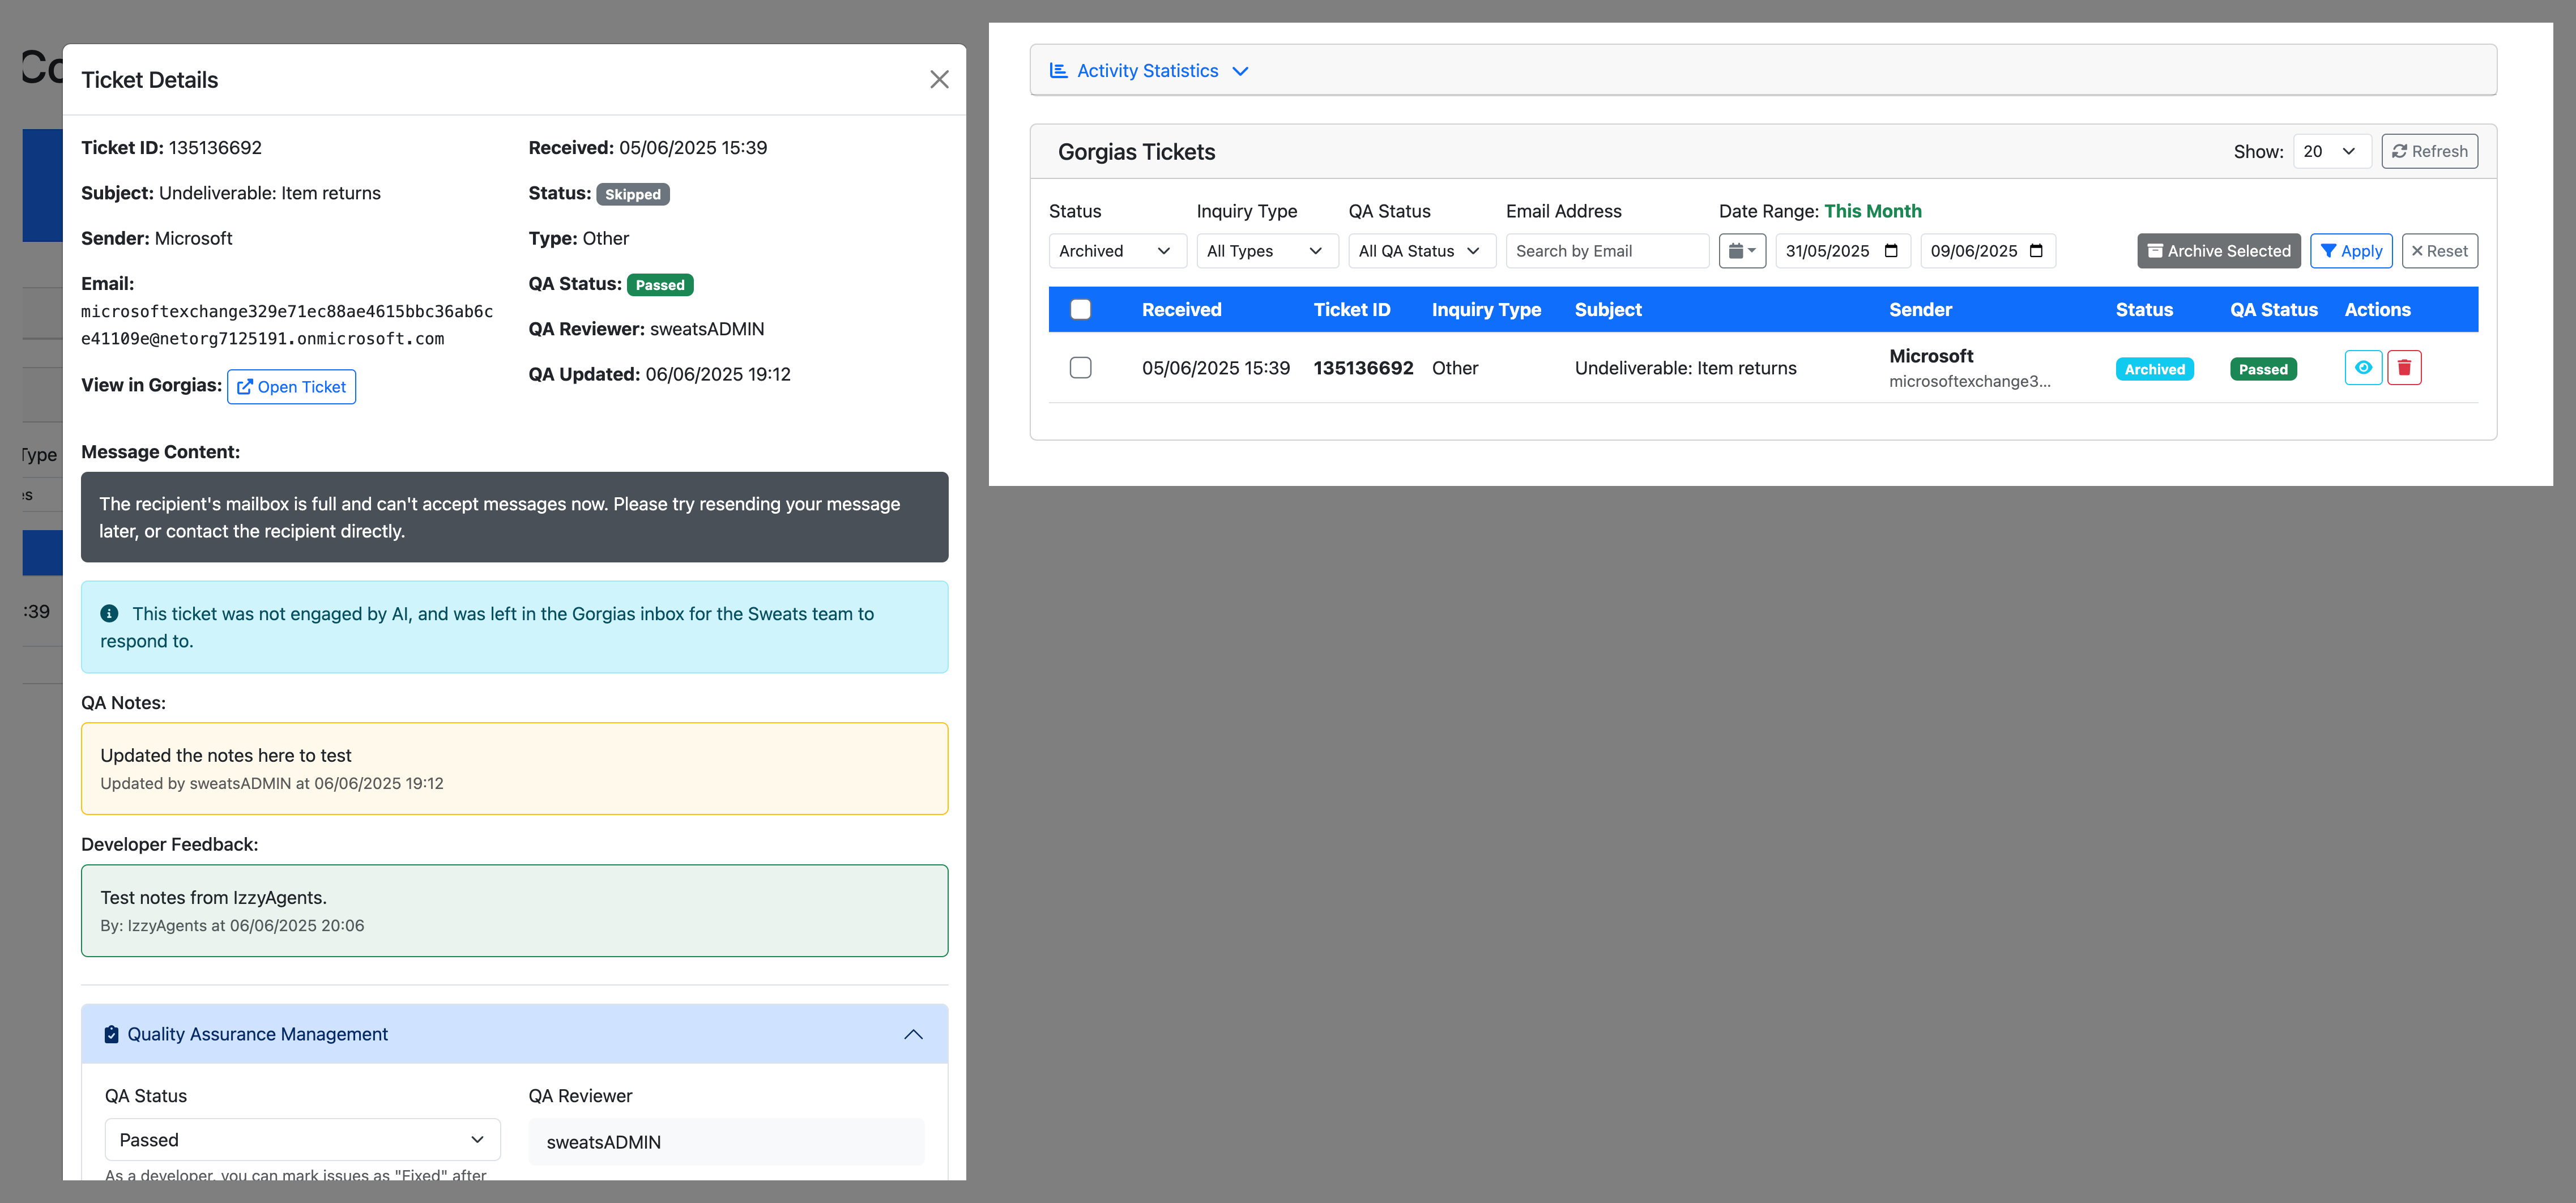 Co
Type
es
:39
Ticket Details
Ticket ID: 135136692
Received: 05/06/2025 15:39
Subject: Undeliverable: Item returns
Status: Skipped
Sender: Microsoft
Type: Other
Email:
microsoftexchange329e71ec88ae4615bbc36ab6c
e41109e@netorg7125191.onmicrosoft.com
QA Status: Passed
QA Reviewer: sweatsADMIN
View in Gorgias: Open Ticket
QA Updated: 06/06/2025 19:12
Message Content:
The recipient's mailbox is full and can't accept messages now. Please try resending your message
later, or contact the recipient directly.
This ticket was not engaged by AI, and was left in the Gorgias inbox for the Sweats team to
respond to.
QA Notes:
Updated the notes here to test
Updated by sweatsADMIN at 06/06/2025 19:12
Developer Feedback:
Test notes from IzzyAgents.
By: IzzyAgents at 06/06/2025 20:06
Quality Assurance Management
QA Status
QA Reviewer
Passed
sweatsADMIN
As a developer, you can mark issues as "Fixed" after
Activity Statistics
Gorgias Tickets
Show: 20 Refresh
Status Inquiry Type QA Status Email Address Date Range: This Month
Archived All Types All QA Status Search by Email 31/05/2025 09/06/2025 Archive Selected Apply Reset
Received Ticket ID Inquiry Type Subject Sender Status QA Status Actions
05/06/2025 15:39 135136692 Other Undeliverable: Item returns Microsoft Archived Passed
microsoftexchange3...